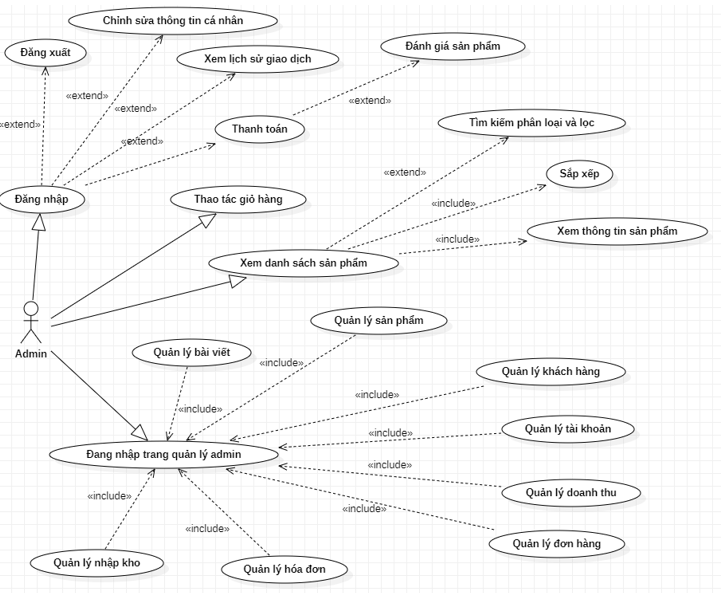 Chỉnh sửa thông tin cá nhân
Đăng xuất
Xem lịch sử giao dịch
Đánh giá sản phẩm
«extend»
«extend»
«extend»
«extend»
«extend»
Thanh toán
Tìm kiếm phân loại và lọc
«extend»
Sắp xếp
Đăng nhập
Thao tác giỏ hàng
«include»
Xem thông tin sản phẩm
«include»
Xem danh sách sản phẩm
Admin
Quản lý sản phẩm
Quản lý bài viết
«include»
Quản lý khách hàng
«include»
«include»
Quản lý tài khoản
«include»
Đang nhập trang quản lý admin
«include»
Quản lý doanh thu
«include»
«include»
«include»
Quản lý đơn hàng
Quản lý nhập kho
Quản lý hóa đơn